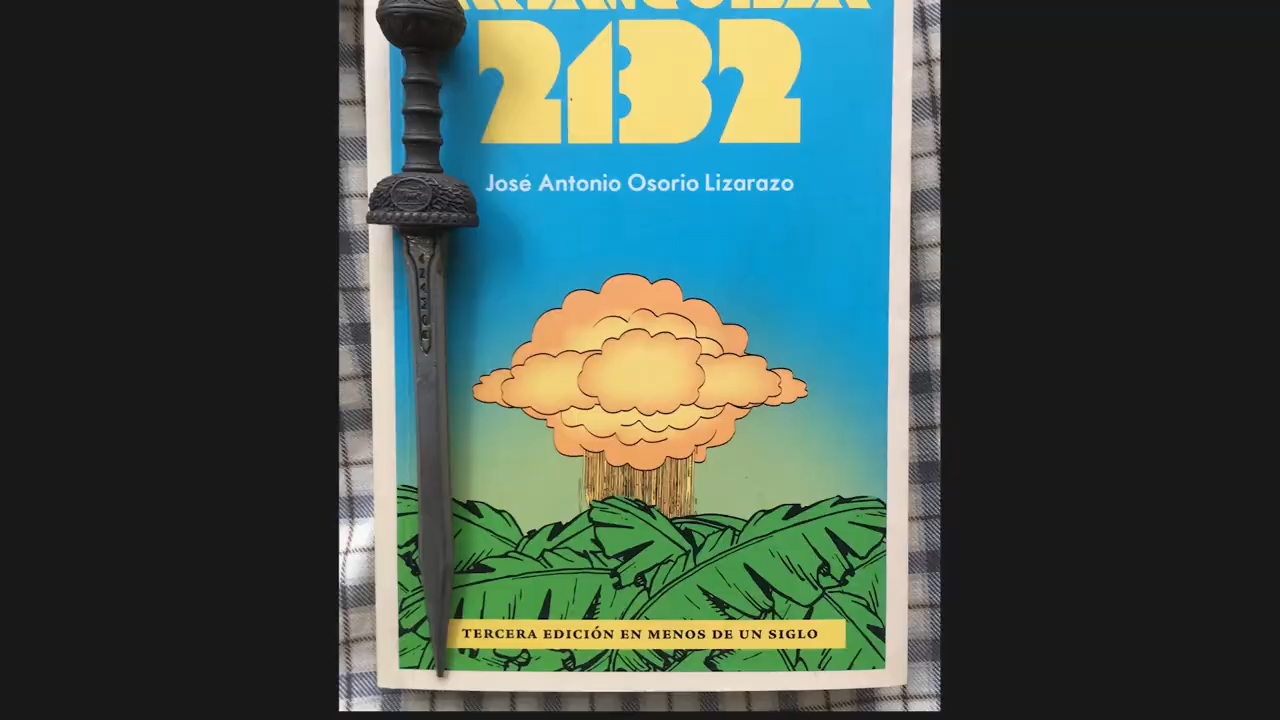 2132
José Antonio Osorio Lizarazo
TERCERA EDICIÓN EN MENOS DE UN SIGLO